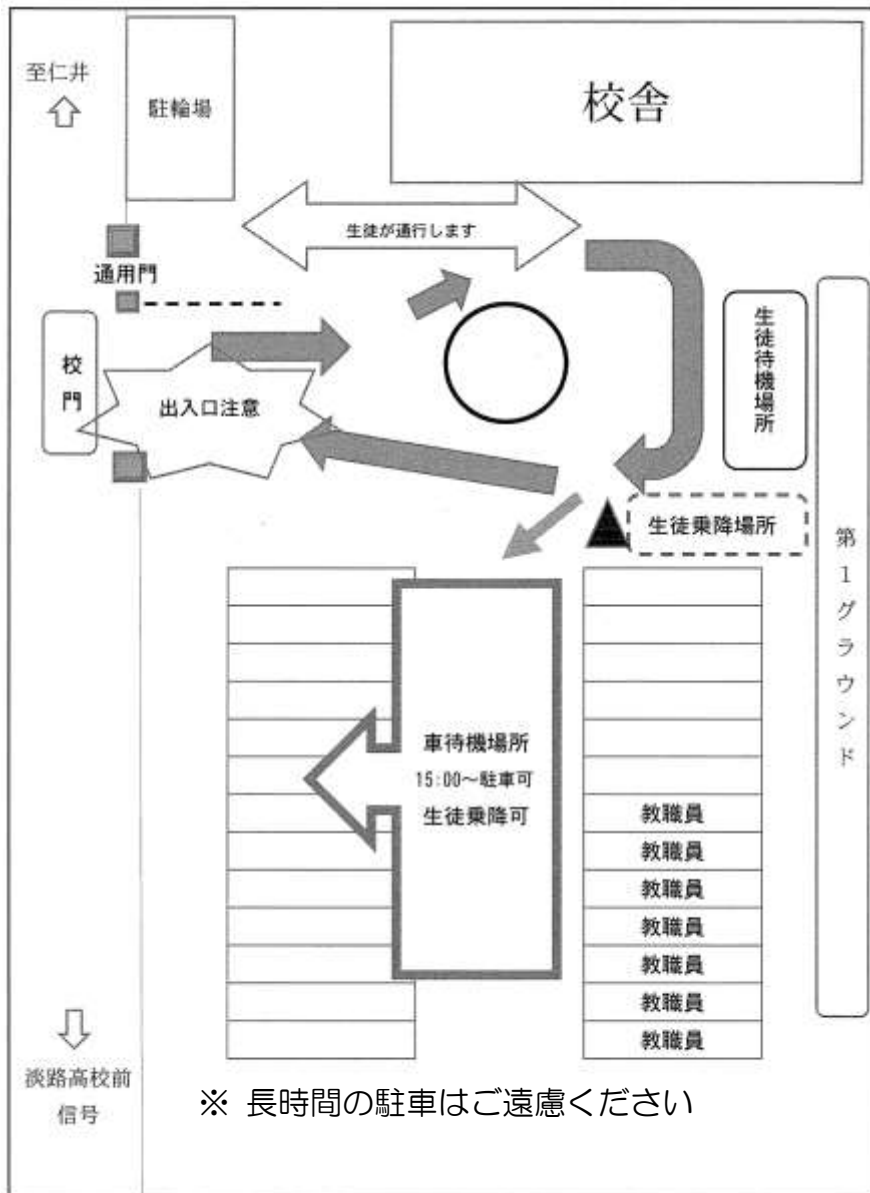 至仁井
駐輪場
校舎
生徒が通行します
通用門
校門
出入口注意
生徒待機場所
生徒乗降場所
第1グラウンド
車待機場所
15:00～駐車可
生徒乗降可
教職員
教職員
教職員
教職員
教職員
教職員
教職員
淡路高校前
信号
※ 長時間の駐車はご遠慮ください